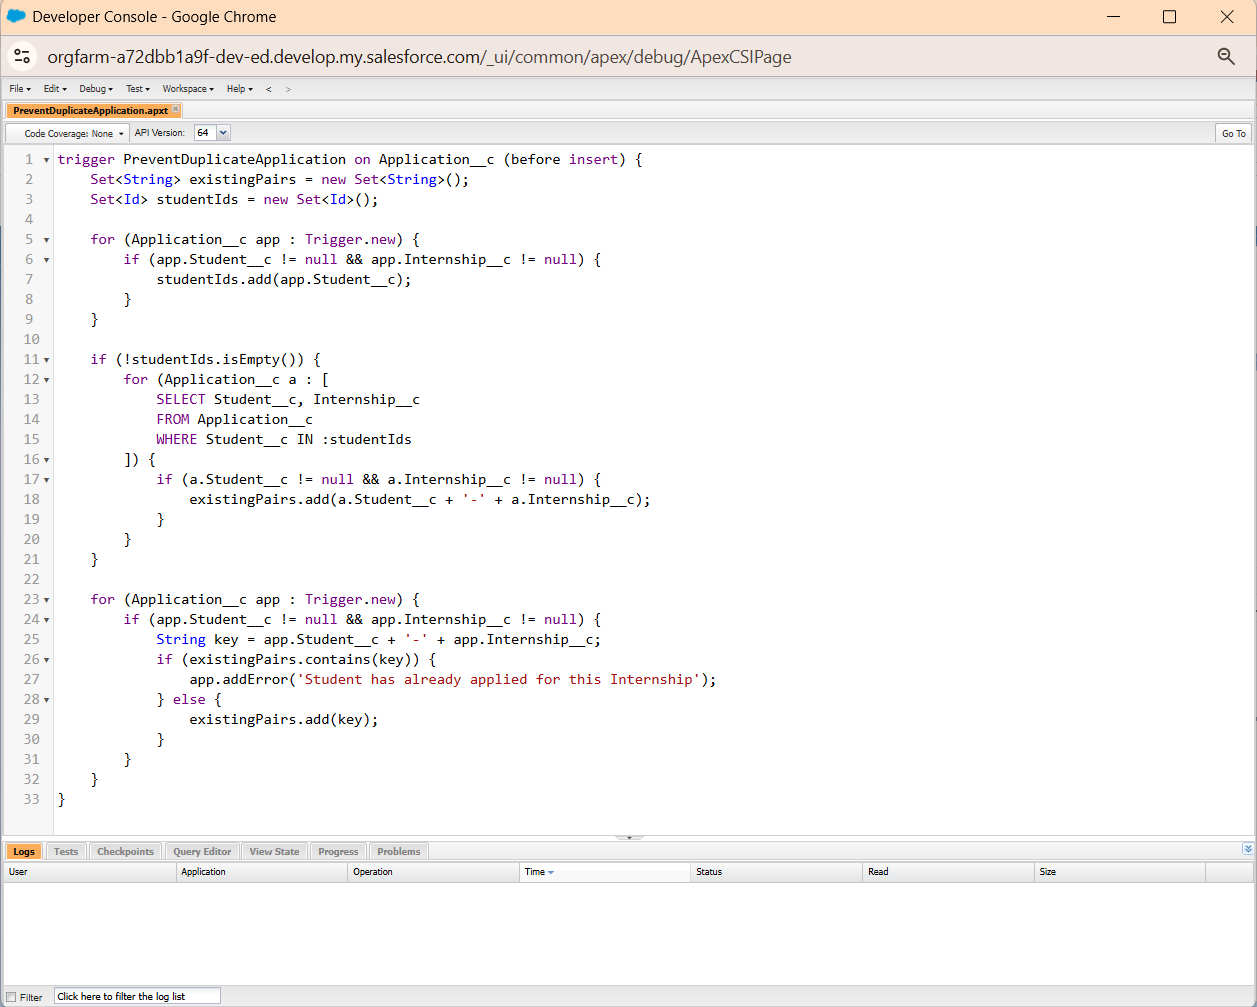 Developer Console - Google Chrome
orgfarm-a72dbb1a9f-dev-ed.develop.my.salesforce.com/_ui/common/apex/debug/ApexCSIPage
File Edit Debug Test Workspace Help < >
PreventDuplicateApplication.apxt
Code Coverage: None API Version: 64 Go To
1 trigger PreventDuplicateApplication on Application__c (before insert) {
2     Set<String> existingPairs = new Set<String>();
3     Set<Id> studentIds = new Set<Id>();
4
5     for (Application__c app : Trigger.new) {
6         if (app.Student__c != null && app.Internship__c != null) {
7             studentIds.add(app.Student__c);
8         }
9     }
10
11     if (!studentIds.isEmpty()) {
12         for (Application__c a : [
13             SELECT Student__c, Internship__c
14             FROM Application__c
15             WHERE Student__c IN :studentIds
16         ]) {
17             if (a.Student__c != null && a.Internship__c != null) {
18                 existingPairs.add(a.Student__c + '-' + a.Internship__c);
19             }
20         }
21     }
22
23     for (Application__c app : Trigger.new) {
24         if (app.Student__c != null && app.Internship__c != null) {
25             String key = app.Student__c + '-' + app.Internship__c;
26             if (existingPairs.contains(key)) {
27                 app.addError('Student has already applied for this Internship');
28             } else {
29                 existingPairs.add(key);
30             }
31         }
32     }
33 }
Logs Tests Checkpoints Query Editor View State Progress Problems
User Application Operation Time Status Read Size
Filter Click here to filter the log list